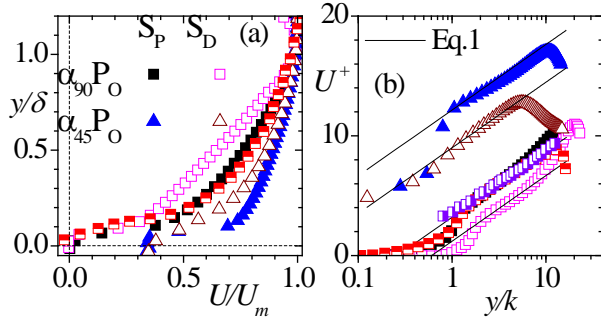 S_P S_D (a)
α_90P_O
α_45P_O
y/δ
1.0
0.5
0.0
0.0 0.5 1.0
U/U_m
Eq.1
U^+ (b)
20
10
0
0.1 1 10
y/k